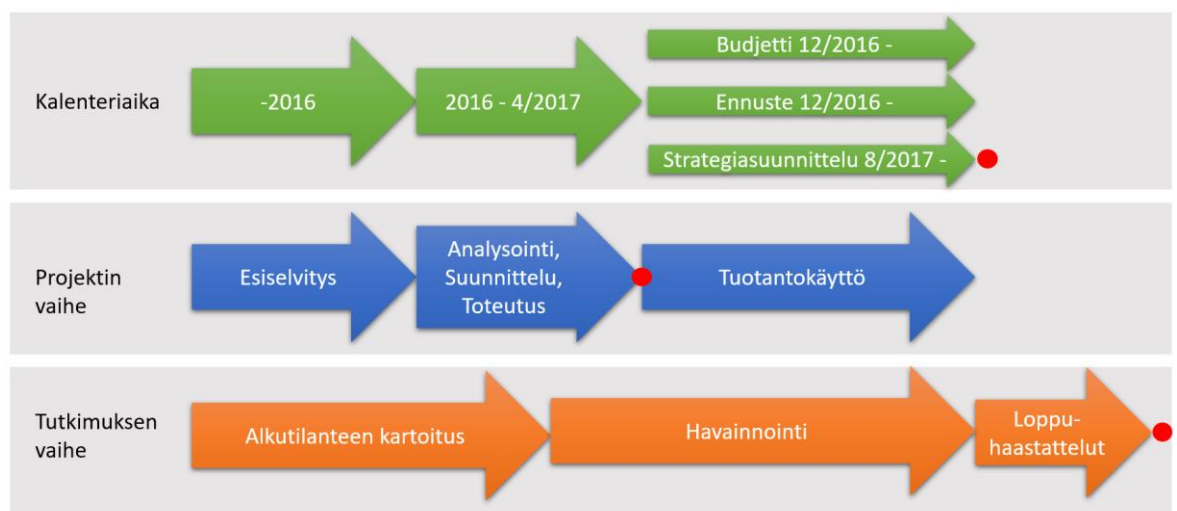 Kalenteriaika
-2016
2016 - 4/2017
Budjetti 12/2016 -
Ennuste 12/2016 -
Strategiasuunnittelu 8/2017 -
Projektin
vaihe
Esiselvitys
Analysointi,
Suunnittelu,
Toteutus
Tuotantokäyttö
Tutkimuksen
vaihe
Alkutilanteen kartoitus
Havainnointi
Loppu-
haastattelut